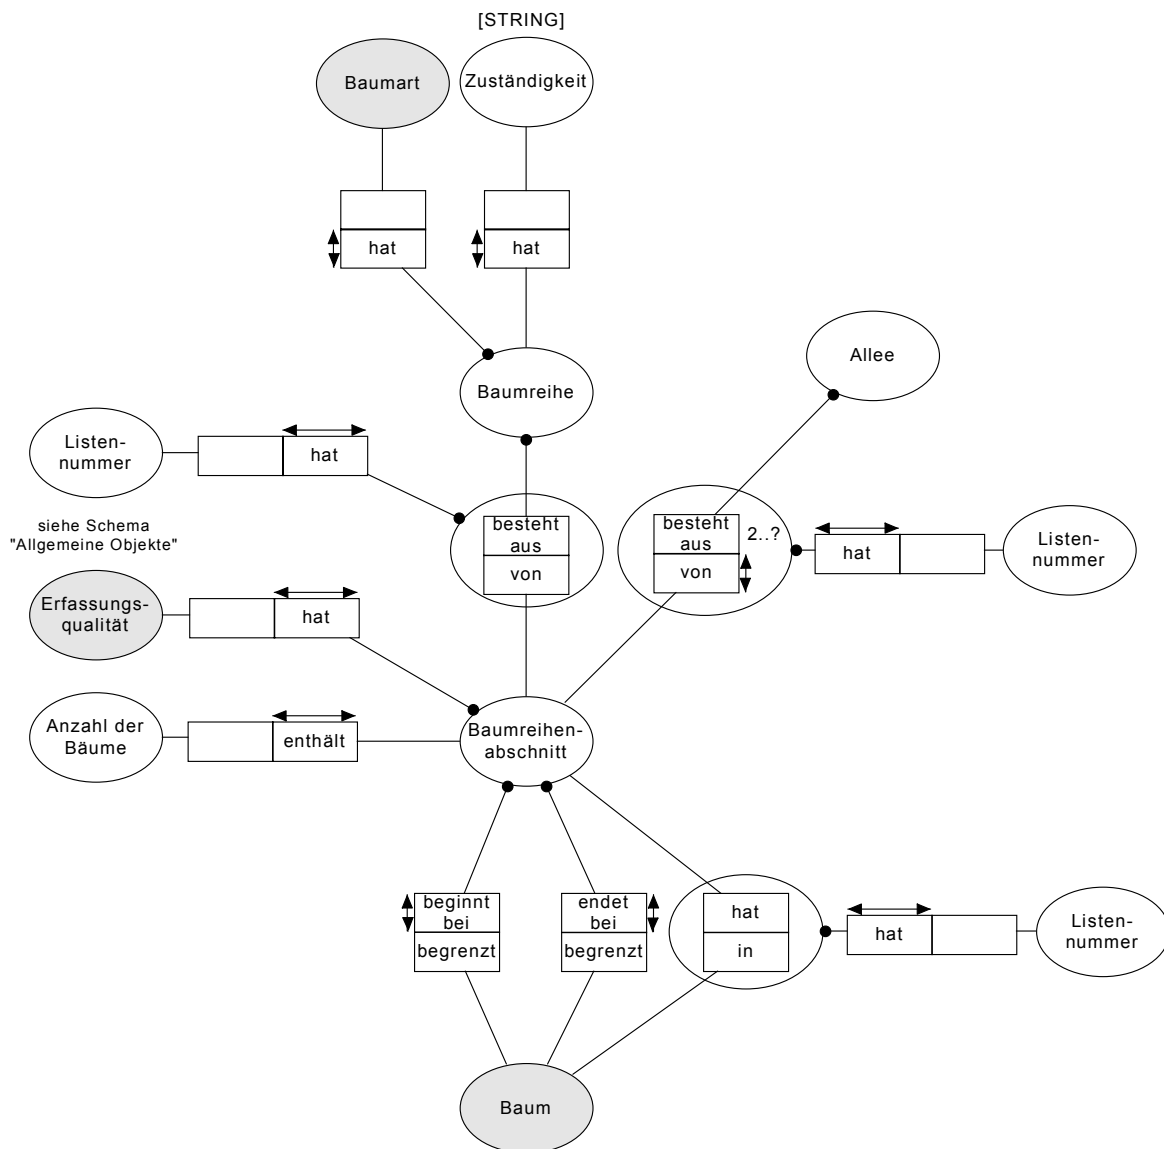 [STRING]
Baumart
Zuständigkeit
hat
hat
Allee
Baumreihe
Listen-
nummer
hat
siehe Schema
"Allgemeine Objekte"
besteht
aus
von
besteht
aus
2..?
von
hat
Listen-
nummer
Erfassungs-
qualität
hat
Anzahl der
Bäume
enthält
Baumreihen-
abschnitt
beginnt
bei
begrenzt
endet
bei
begrenzt
hat
in
hat
Listen-
nummer
Baum